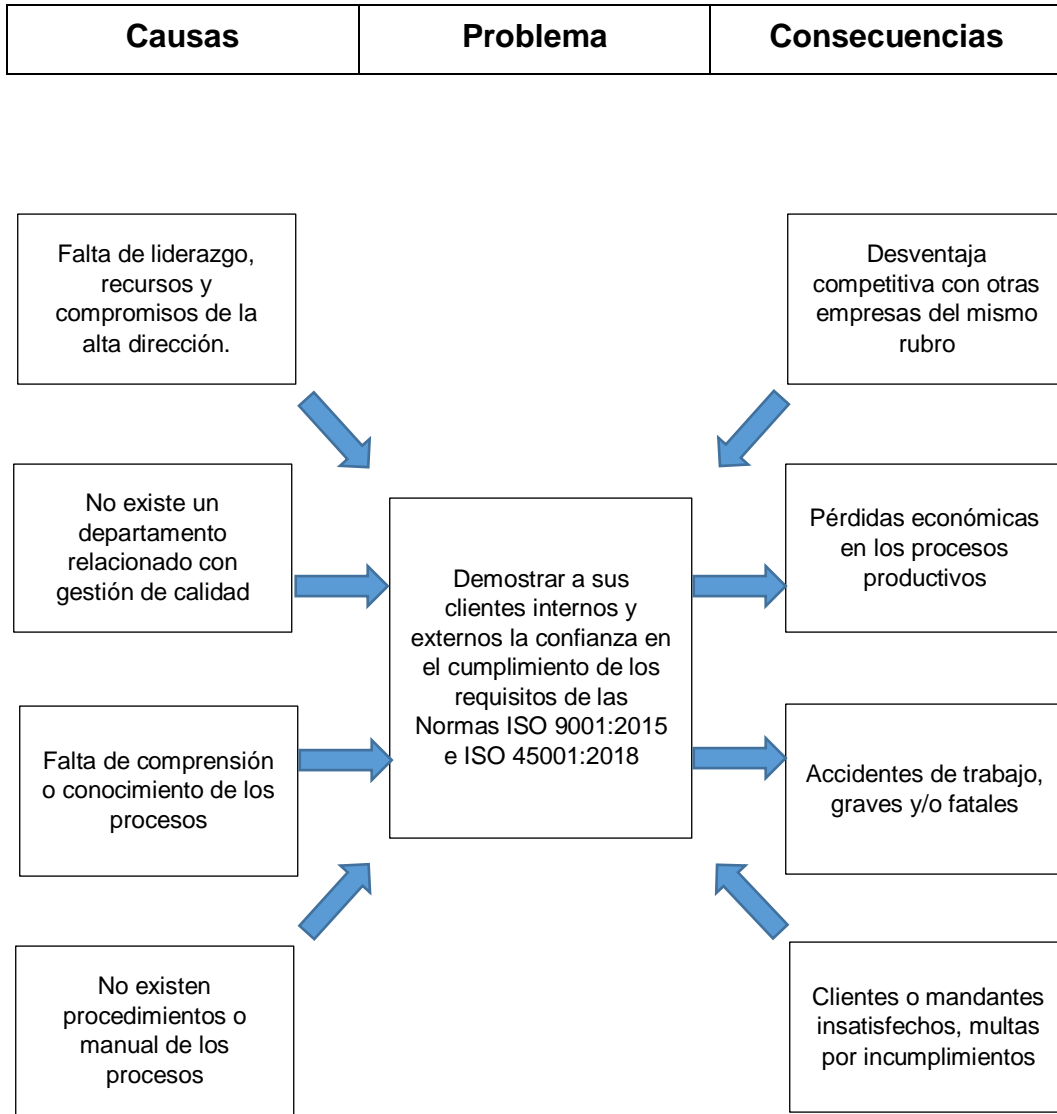 Causas
Problema
Consecuencias
Falta de liderazgo,
recursos y
compromisos de la
alta dirección.
No existe un
departamento
relacionado con
gestión de calidad
Falta de comprensión
o conocimiento de los
procesos
No existen
procedimientos o
manual de los
procesos
Demostrar a sus
clientes internos y
externos la confianza en
el cumplimiento de los
requisitos de las
Normas ISO 9001:2015
e ISO 45001:2018
Desventaja
competitiva con otras
empresas del mismo
rubro
Pérdidas económicas
en los procesos
productivos
Accidentes de trabajo,
graves y/o fatales
Clientes o mandantes
insatisfechos, multas
por incumplimientos